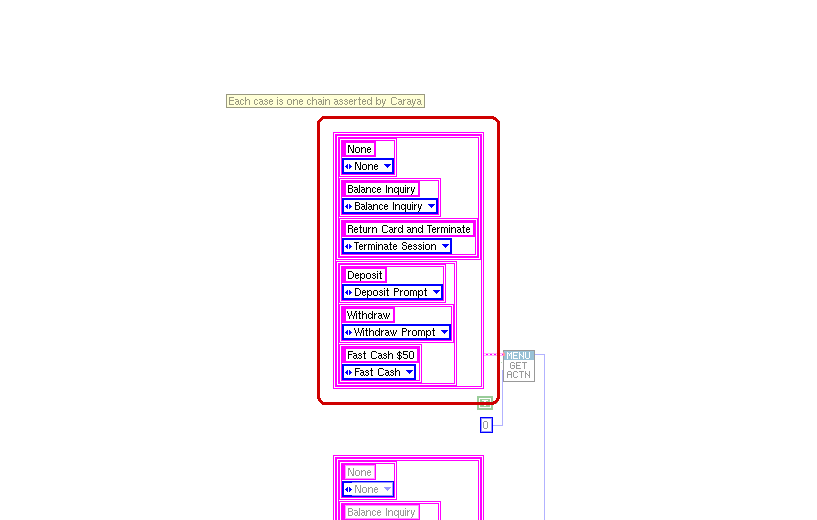 Each case is one chain asserted by Caraya
None
None
Balance Inquiry
Balance Inquiry
Return Card and Terminate
Terminate Session
Deposit
Deposit Prompt
Withdraw
Withdraw Prompt
Fast Cash $50
Fast Cash
MENU
GET
ACTN
0
None
None
Balance Inquiry